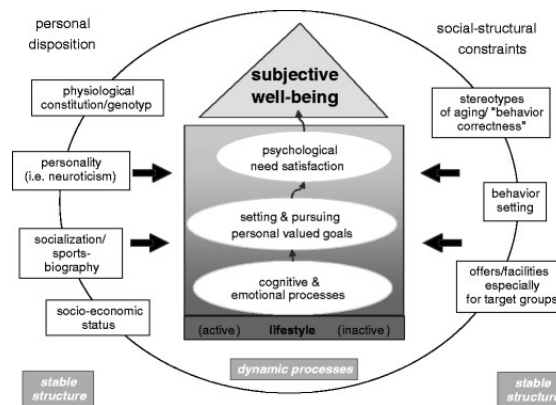 personal
disposition
social-structural
constraints
physiological
constitution/genotyp
personality
(i.e. neuroticism)
socialization/
sports-
biography
socio-economic
status
subjective
well-being
psychological
need satisfaction
setting & pursuing
personal valued goals
cognitive &
emotional processes
(active) lifestyle (inactive)
stereotypes
of aging/ "behavior
correctness"
behavior
setting
offers/facilities
especially
for target groups
stable
structure
dynamic processes
stable
structure